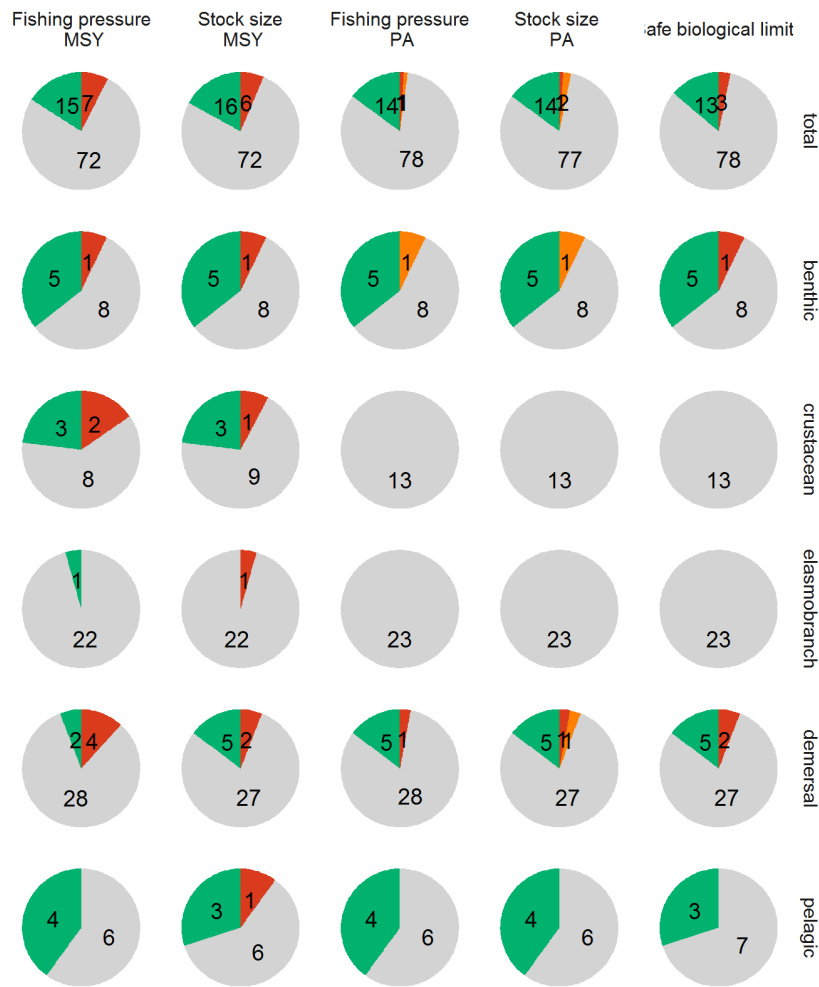 Fishing pressure
MSY
Stock size
MSY
Fishing pressure
PA
Stock size
PA
afe biological limit
15 7
72
16 6
72
14 1 1
78
14 1 2
77
13 3
78
total
5 1
8
5 1
8
5 1
8
5 1
8
5 1
8
benthic
3 2
8
3 1
9
13
13
13
crustacean
1
22
1
22
23
23
23
elasmobranch
2 4
28
5 2
27
5 1
28
5 1 1
27
5 2
27
demersal
4
6
3 1
6
4
6
4
6
3
7
pelagic